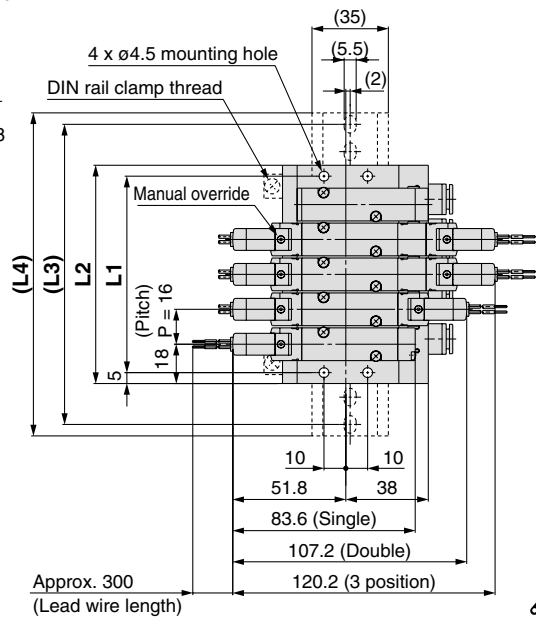 (35)
(5.5)
4 x ø4.5 mounting hole
(2)
DIN rail clamp thread
3
Manual override
(L4)
(L3)
L2
L1
(Pitch)
P = 16
18
5
10
10
51.8
38
83.6 (Single)
107.2 (Double)
Approx. 300
120.2 (3 position)
(Lead wire length)